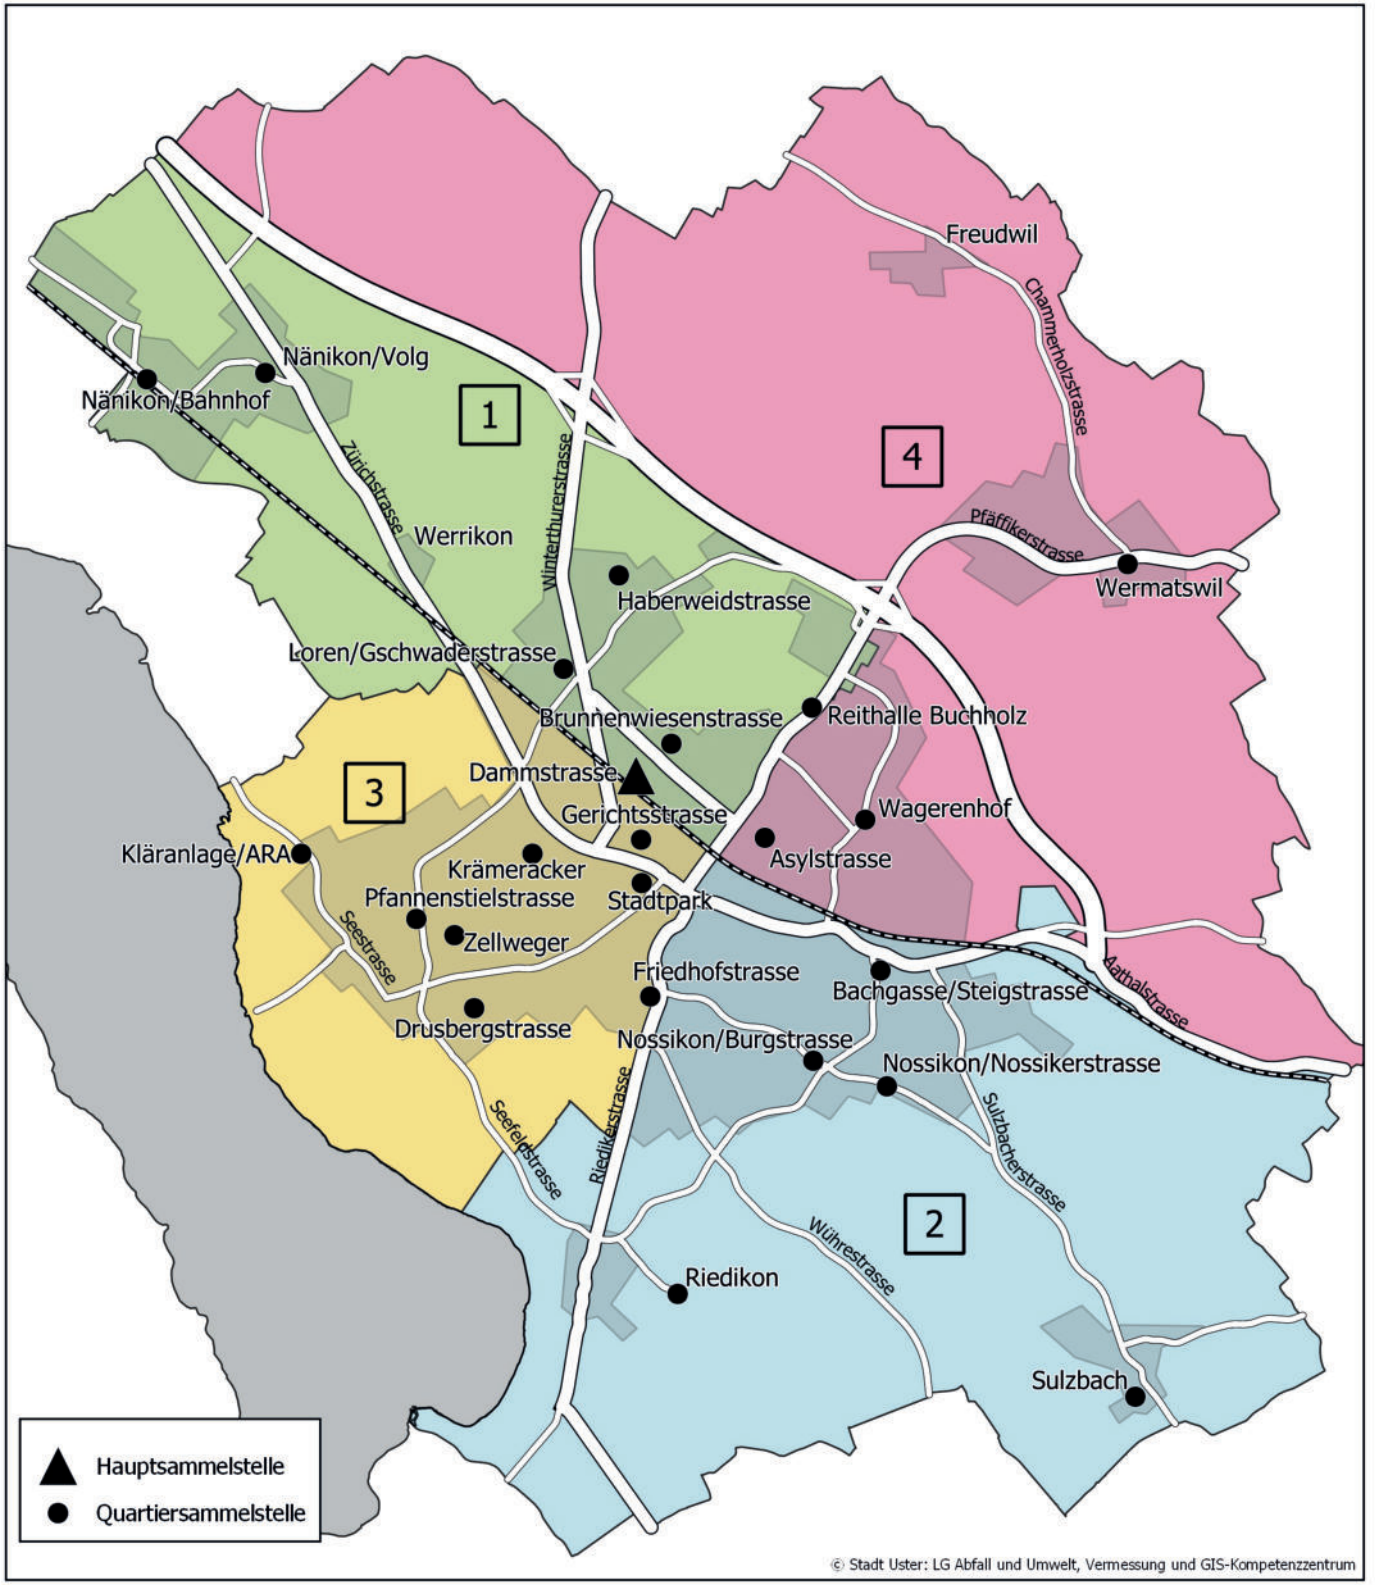 Freudwil
Chammerholzstrasse
Nänikon/Volg
Nänikon/Bahnhof
1
4
Zürichstrasse
Winterthurerstrasse
Werrikon
Pfäffikerstrasse
Wermatswil
Haberweidstrasse
Loren/Gschwaderstrasse
Brunnenwiesenstrasse
Reithalle Buchholz
Dammstrasse
3
Gerichtsstrasse
Wagerenhof
Kläranlage/ARA
Krämeracker
Asylstrasse
Pfannenstielstrasse
Stadtpark
Seestrasse
Zellweger
Friedhofstrasse
Bachgasse/Steigstrasse
Aathalstrasse
Drusbergstrasse
Nossikon/Burgstrasse
Nossikon/Nossikerstrasse
Seefeldstrasse
Riedikerstrasse
Sulzbacherstrasse
2
Wührestrasse
Riedikon
Sulzbach
Hauptsammelstelle
Quartiersammelstelle
© Stadt Uster: LG Abfall und Umwelt, Vermessung und GIS-Kompetenzzentrum